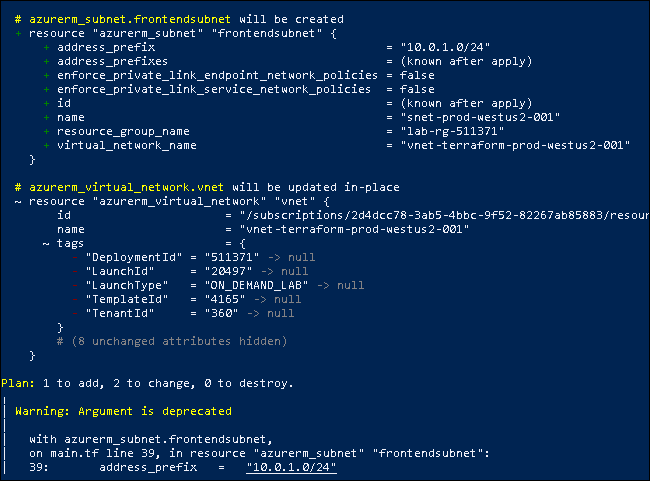 # azurerm_subnet.frontendsubnet will be created
+ resource "azurerm_subnet" "frontendsubnet" {
+ address_prefix = "10.0.1.0/24"
+ address_prefixes = (known after apply)
+ enforce_private_link_endpoint_network_policies = false
+ enforce_private_link_service_network_policies = false
+ id = (known after apply)
+ name = "snet-prod-westus2-001"
+ resource_group_name = "lab-rg-511371"
+ virtual_network_name = "vnet-terraform-prod-westus2-001"
}
# azurerm_virtual_network.vnet will be updated in-place
~ resource "azurerm_virtual_network" "vnet" {
id = "/subscriptions/2d4dcc78-3ab5-4bbc-9f52-82267ab85883/resour
name = "vnet-terraform-prod-westus2-001"
~ tags = {
- "DeploymentId" = "511371" -> null
- "LaunchId" = "20497" -> null
- "LaunchType" = "ON_DEMAND_LAB" -> null
- "TemplateId" = "4165" -> null
- "TenantId" = "360" -> null
}
# (8 unchanged attributes hidden)
}
Plan: 1 to add, 2 to change, 0 to destroy.
Warning: Argument is deprecated
with azurerm_subnet.frontendsubnet,
on main.tf line 39, in resource "azurerm_subnet" "frontendsubnet":
39: address_prefix = "10.0.1.0/24"